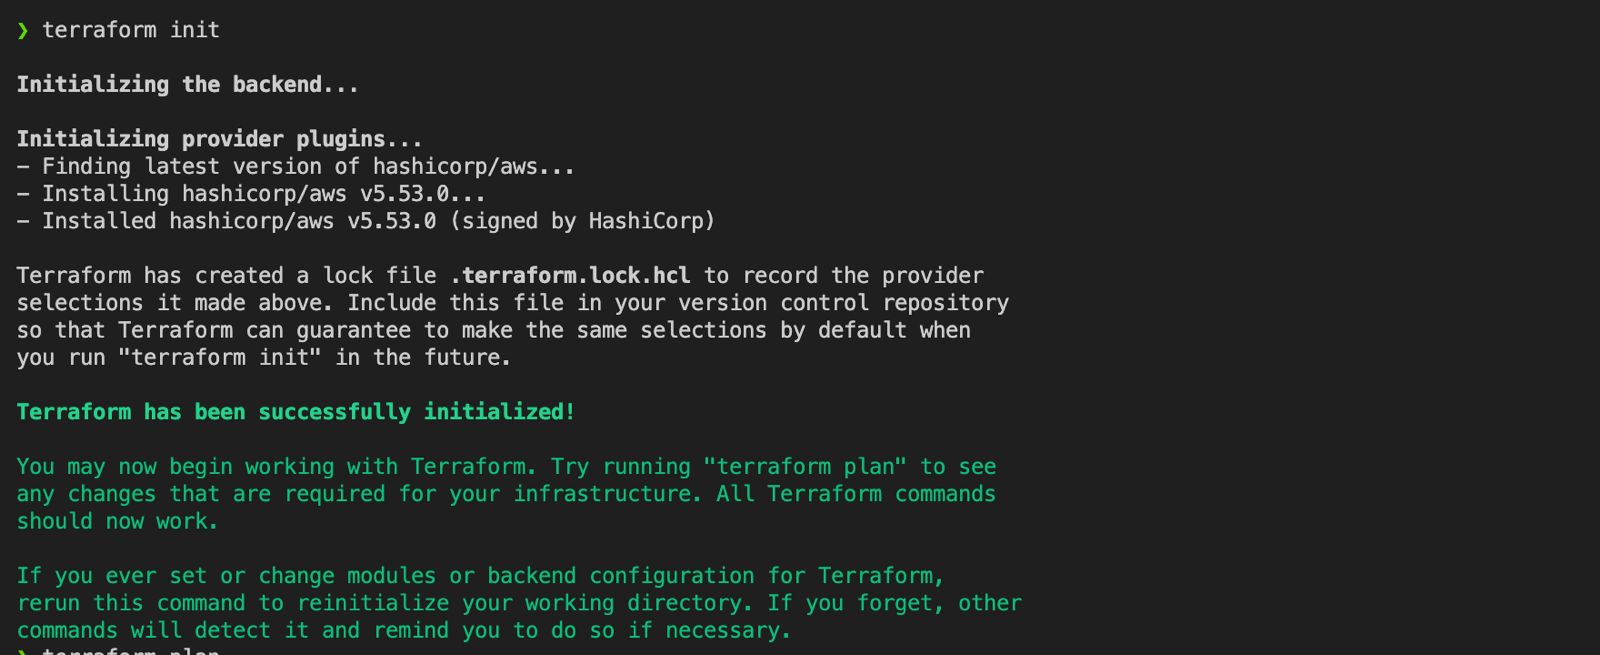 ❯ terraform init
Initializing the backend...
Initializing provider plugins...
- Finding latest version of hashicorp/aws...
- Installing hashicorp/aws v5.53.0...
- Installed hashicorp/aws v5.53.0 (signed by HashiCorp)
Terraform has created a lock file .terraform.lock.hcl to record the provider
selections it made above. Include this file in your version control repository
so that Terraform can guarantee to make the same selections by default when
you run "terraform init" in the future.
Terraform has been successfully initialized!
You may now begin working with Terraform. Try running "terraform plan" to see
any changes that are required for your infrastructure. All Terraform commands
should now work.
If you ever set or change modules or backend configuration for Terraform,
rerun this command to reinitialize your working directory. If you forget, other
commands will detect it and remind you to do so if necessary.
❯ terraform plan